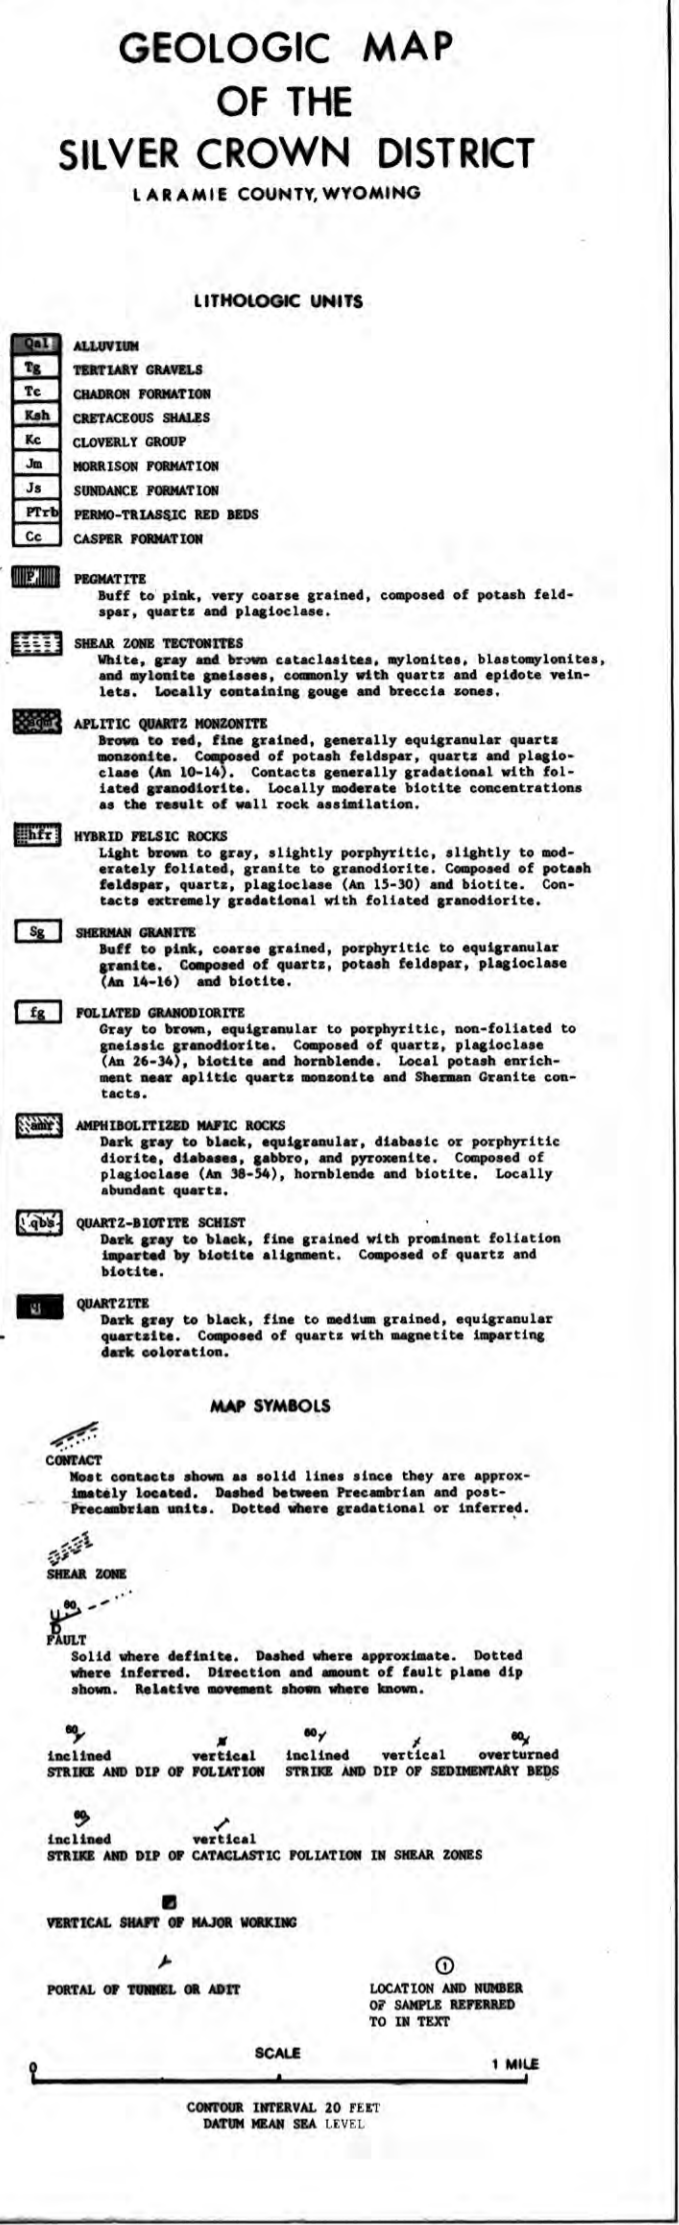 GEOLOGIC MAP
OF THE
SILVER CROWN DISTRICT
LARAMIE COUNTY, WYOMING
LITHOLOGIC UNITS
Qal ALLUVIUM
Tg TERTIARY GRAVELS
Tc CHADRON FORMATION
Ksh CRETACEOUS SHALES
Kc CLOVERLY GROUP
Jm MORRISON FORMATION
Js SUNDANCE FORMATION
PTrb PERMO-TRIASSIC RED BEDS
Cc CASPER FORMATION
P PEGMATITE
Buff to pink, very coarse grained, composed of potash feld-
spar, quartz and plagioclase.
SHEAR ZONE TECTONITES
White, gray and brown cataclasites, mylonites, blastomylonites,
and mylonite gneisses, commonly with quartz and epidote vein-
lets. Locally containing gouge and breccia zones.
aqm APLITIC QUARTZ MONZONITE
Brown to red, fine grained, generally equigranular quartz
monzonite. Composed of potash feldspar, quartz and plagio-
clase (An 10-14). Contacts generally gradational with fol-
iated granodiorite. Locally moderate biotite concentrations
as the result of wall rock assimilation.
hfr HYBRID FELSIC ROCKS
Light brown to gray, slightly porphyritic, slightly to mod-
erately foliated, granite to granodiorite. Composed of potash
feldspar, quartz, plagioclase (An 15-30) and biotite. Con-
tacts extremely gradational with foliated granodiorite.
Sg SHERMAN GRANITE
Buff to pink, coarse grained, porphyritic to equigranular
granite. Composed of quartz, potash feldspar, plagioclase
(An 14-16) and biotite.
fg FOLIATED GRANODIORITE
Gray to brown, equigranular to porphyritic, non-foliated to
gneissic granodiorite. Composed of quartz, plagioclase
(An 26-34), biotite and hornblende. Local potash enrich-
ment near aplitic quartz monzonite and Sherman Granite con-
tacts.
amr AMPHIBOLITIZED MAFIC ROCKS
Dark gray to black, equigranular, diabasic or porphyritic
diorite, diabases, gabbro, and pyroxenite. Composed of
plagioclase (An 38-54), hornblende and biotite. Locally
abundant quartz.
qbs QUARTZ-BIOTITE SCHIST
Dark gray to black, fine grained with prominent foliation
imparted by biotite alignment. Composed of quartz and
biotite.
q QUARTZITE
Dark gray to black, fine to medium grained, equigranular
quartzite. Composed of quartz with magnetite imparting
dark coloration.
MAP SYMBOLS
CONTACT
Most contacts shown as solid lines since they are approx-
imately located. Dashed between Precambrian and post-
Precambrian units. Dotted where gradational or inferred.
SHEAR ZONE
60
U
D
FAULT
Solid where definite. Dashed where approximate. Dotted
where inferred. Direction and amount of fault plane dip
shown. Relative movement shown where known.
60 60 60
inclined vertical inclined vertical overturned
STRIKE AND DIP OF FOLIATION STRIKE AND DIP OF SEDIMENTARY BEDS
60
inclined vertical
STRIKE AND DIP OF CATACLASTIC FOLIATION IN SHEAR ZONES
VERTICAL SHAFT OF MAJOR WORKING
1
PORTAL OF TUNNEL OR ADIT
LOCATION AND NUMBER
OF SAMPLE REFERRED
TO IN TEXT
SCALE
0 1 MILE
CONTOUR INTERVAL 20 FEET
DATUM MEAN SEA LEVEL